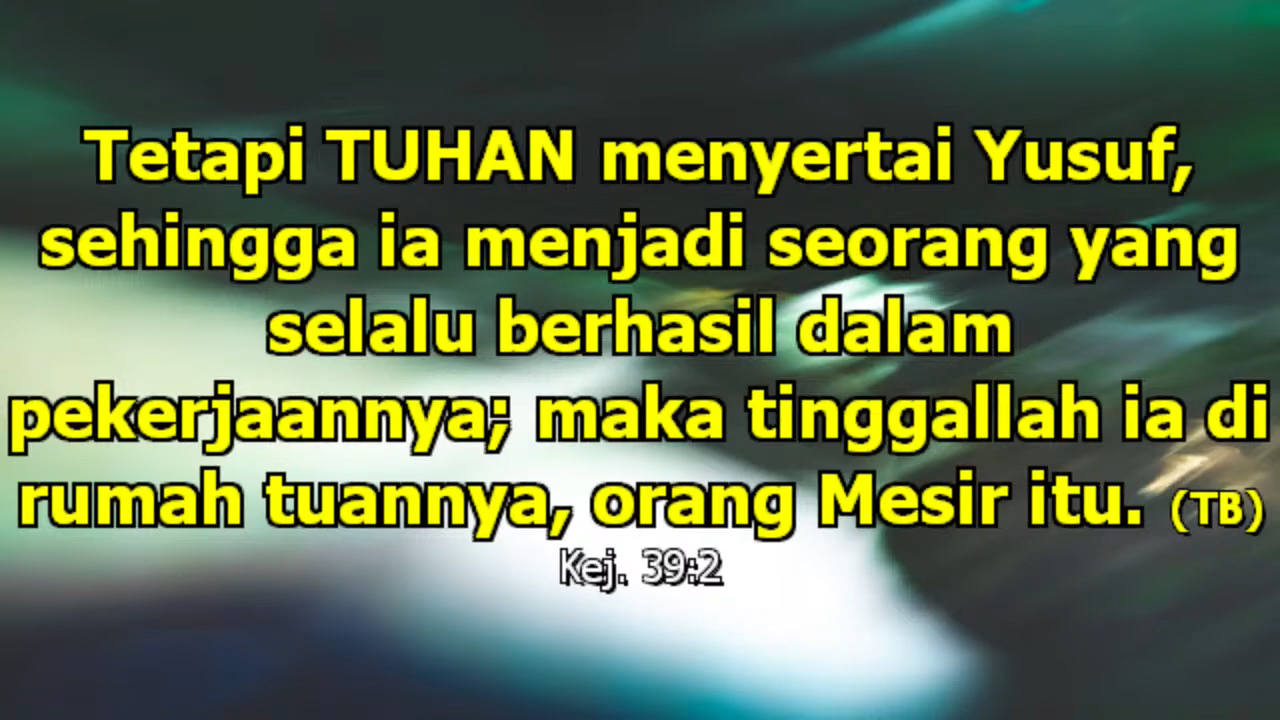 Tetapi TUHAN menyertai Yusuf,
sehingga ia menjadi seorang yang
selalu berhasil dalam
pekerjaannya; maka tinggallah ia di
rumah tuannya, orang Mesir itu. (TB)
Kej. 39:2